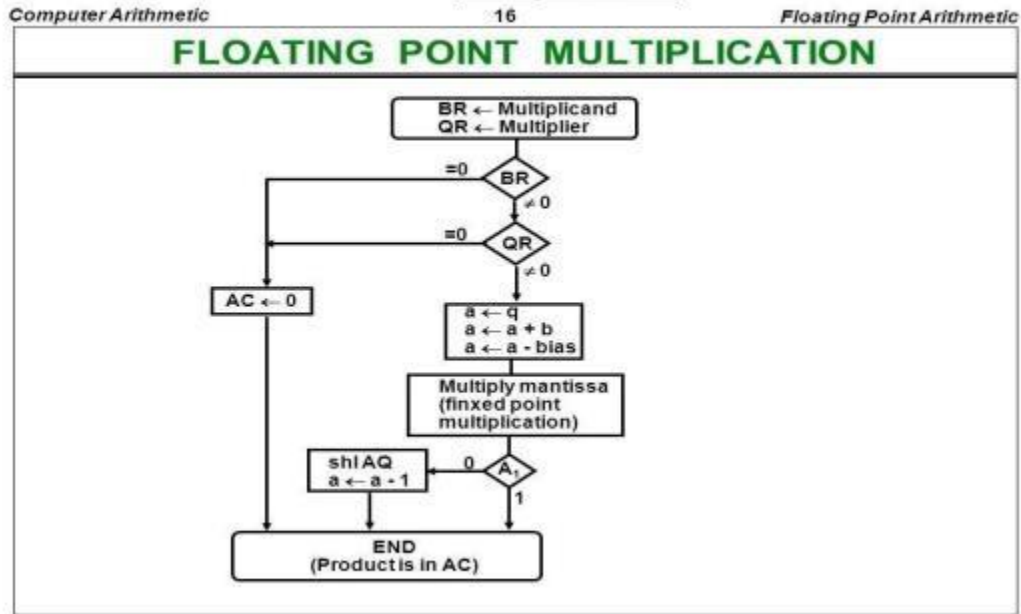 Computer Arithmetic 16 Floating Point Arithmetic
FLOATING POINT MULTIPLICATION
BR ← Multiplicand
QR ← Multiplier
=0 BR
≠ 0
=0 QR
≠ 0
AC ← 0
a ← q
a ← a + b
a ← a - bias
Multiply mantissa
(finxed point
multiplication)
shl AQ
a ← a - 1
0 A₁
1
END
(Product is in AC)